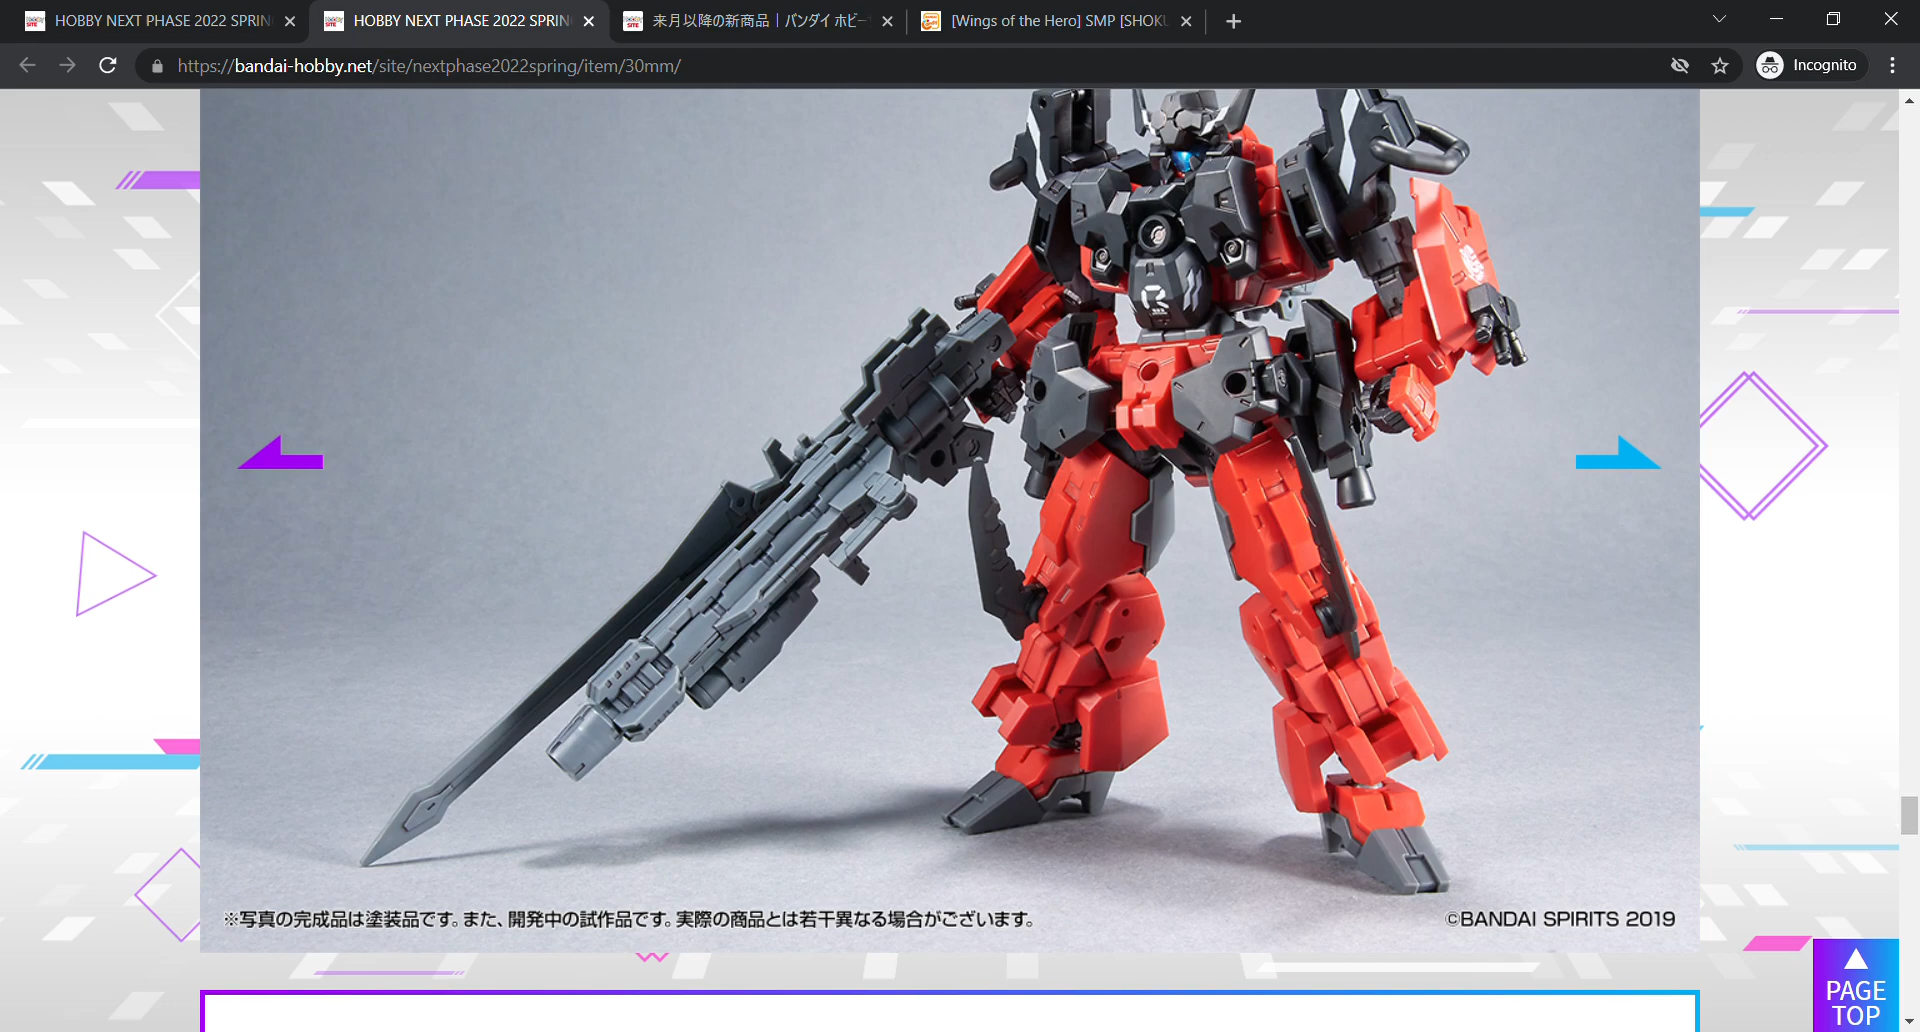 HOBBY NEXT PHASE 2022 SPRIN
HOBBY NEXT PHASE 2022 SPRIN
来月以降の新商品｜バンダイ ホビー
[Wings of the Hero] SMP [SHOKU
https://bandai-hobby.net/site/nextphase2022spring/item/30mm/
Incognito
※写真の完成品は塗装品です。また、開発中の試作品です。実際の商品とは若干異なる場合がございます。
©BANDAI SPIRITS 2019
PAGE
TOP